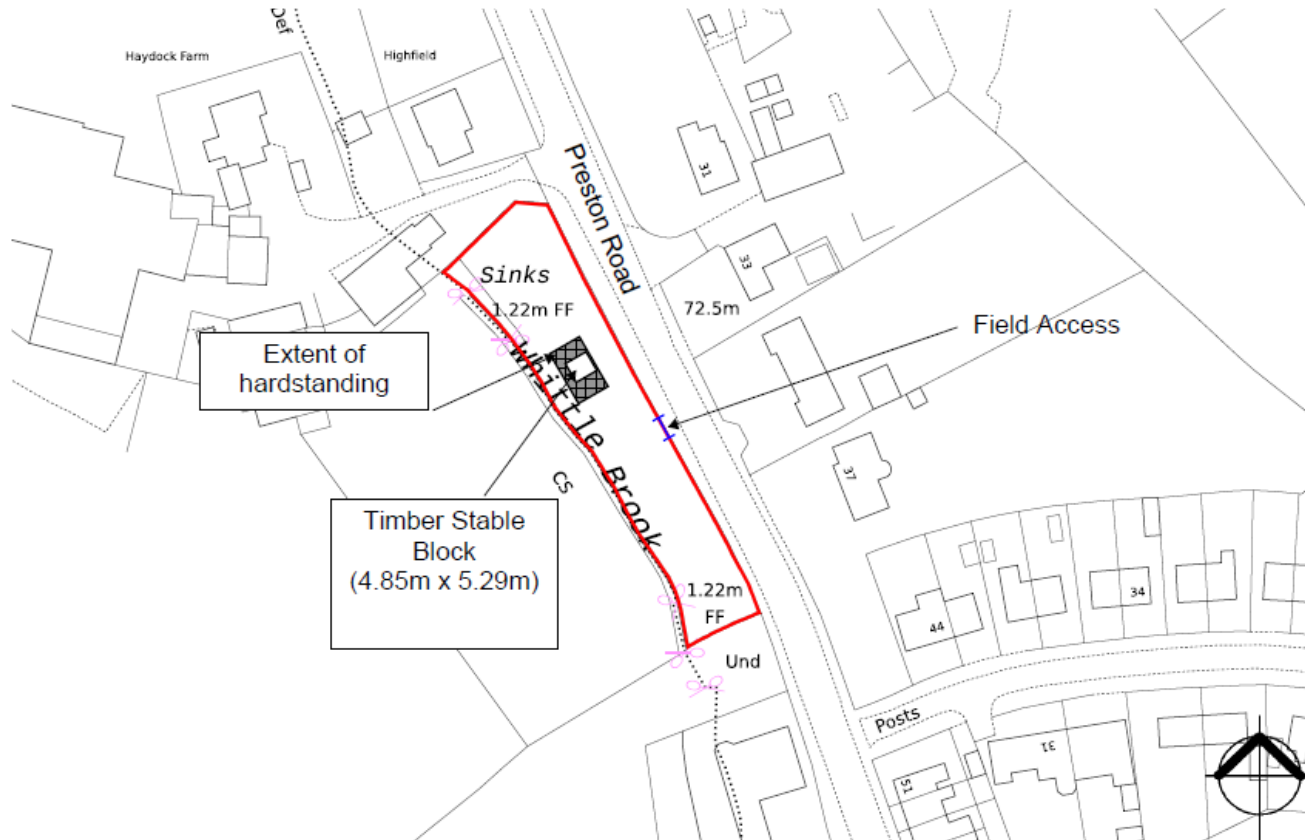 Def
Haydock Farm
Highfield
Preston Road
31
33
Sinks
1.22m FF
72.5m
Field Access
Extent of
hardstanding
Whittle Brook
37
CS
Timber Stable
Block
(4.85m x 5.29m)
1.22m
FF
34
44
Und
Posts
31
51